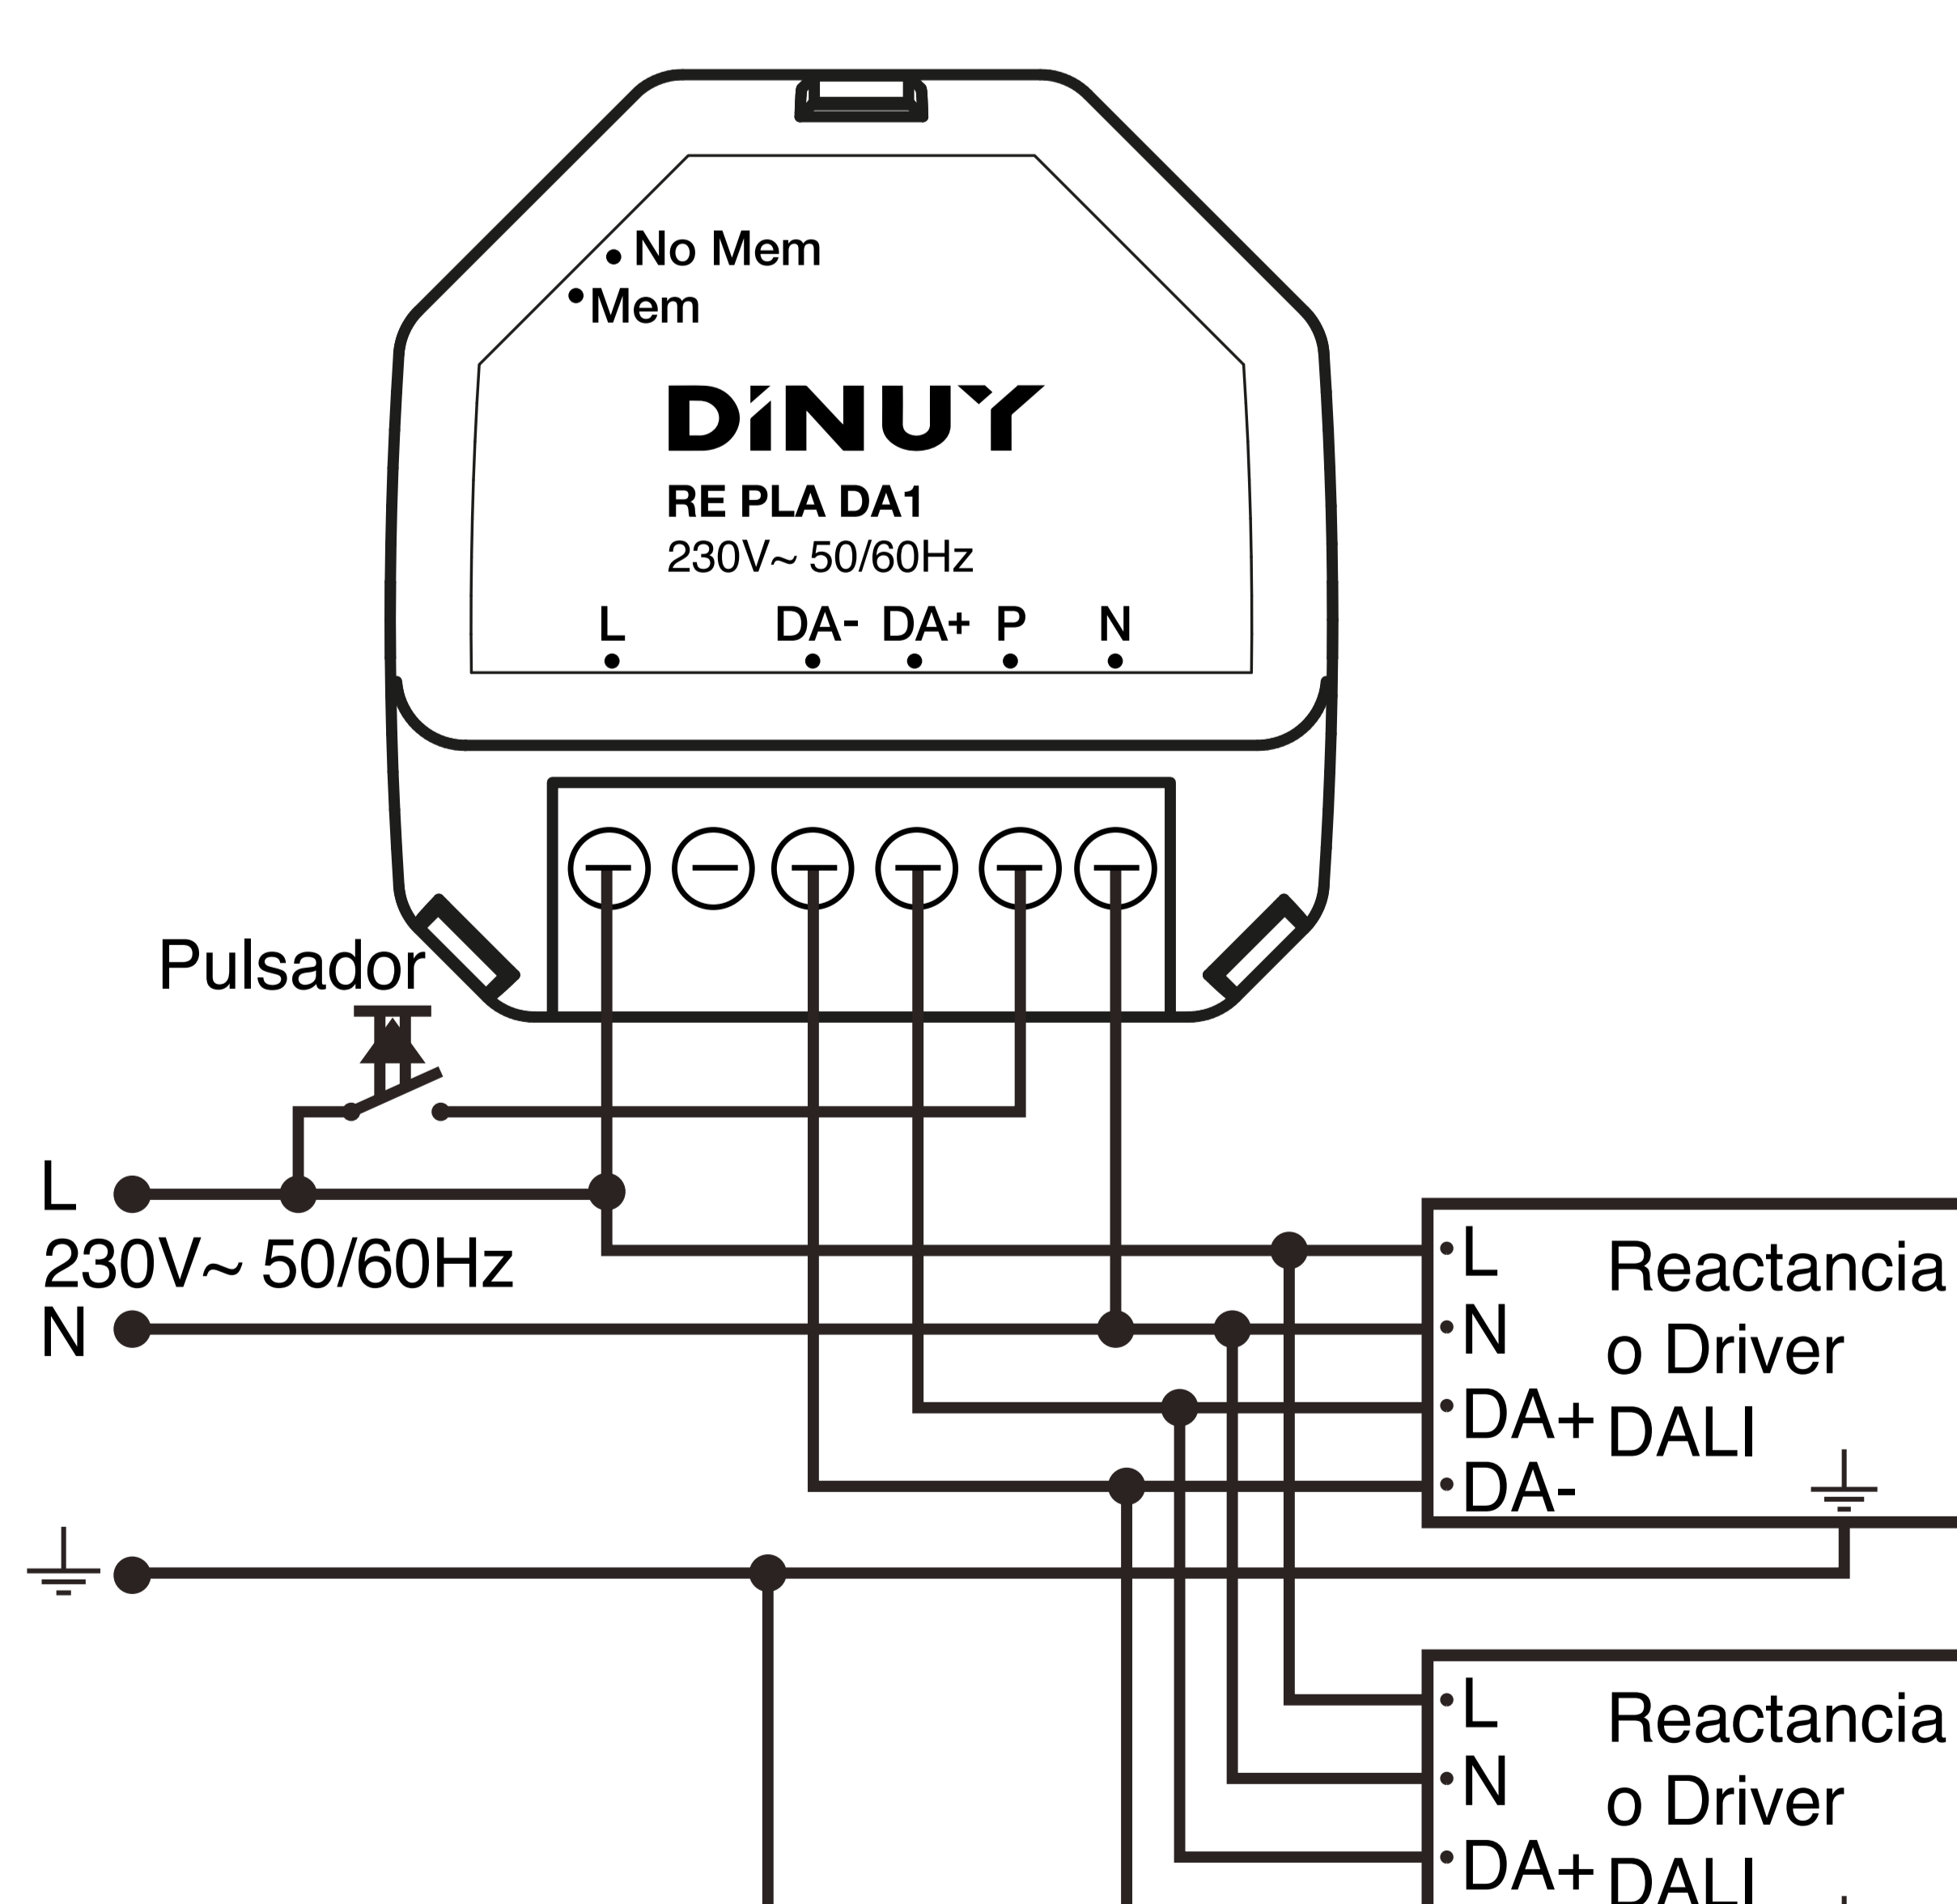 No Mem
Mem
DiNUY
RE PLA DA1
230V~ 50/60Hz
L DA- DA+ P N
Pulsador
L
230V~ 50/60Hz
N
L
N
DA+
DA-
Reactancia
o Driver
DALI
L
N
DA+
Reactancia
o Driver
DALI